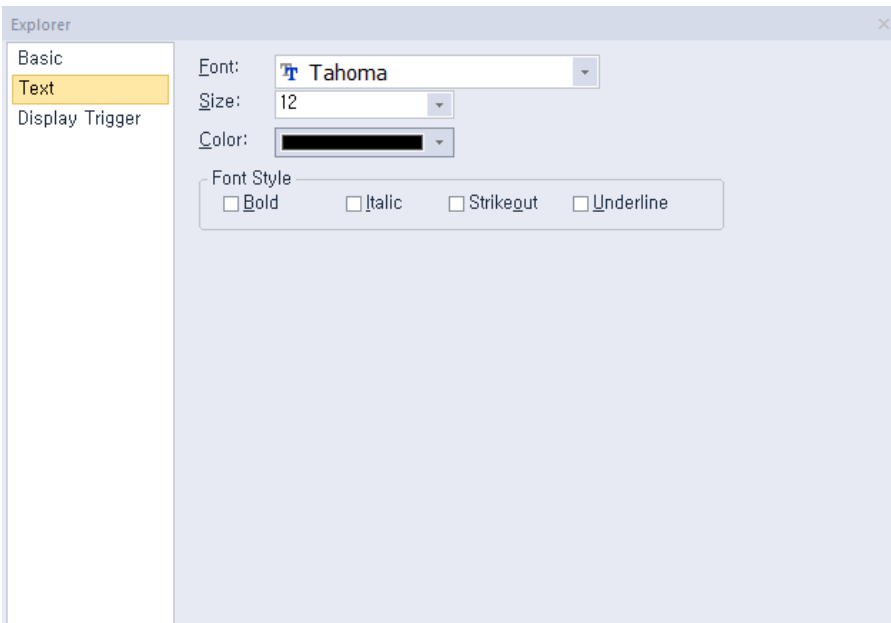 Explorer
Basic
Text
Display Trigger
Font: Tahoma
Size: 12
Color:
Font Style
Bold Italic Strikeout Underline